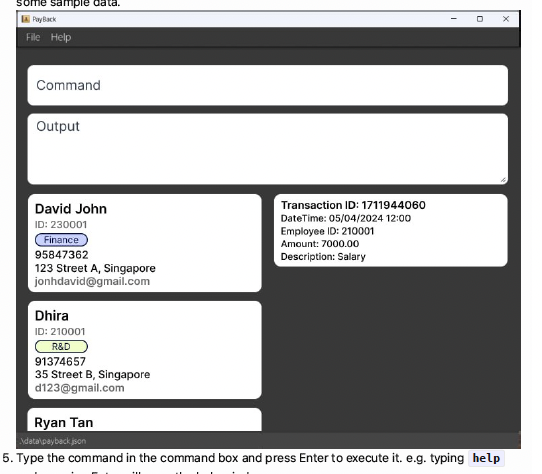 some sample data.
PayBack
File Help
Command
Output
David John
ID: 230001
Finance
95847362
123 Street A, Singapore
jonhdavid@gmail.com
Transaction ID: 1711944060
DateTime: 05/04/2024 12:00
Employee ID: 210001
Amount: 7000.00
Description: Salary
Dhira
ID: 210001
R&D
91374657
35 Street B, Singapore
d123@gmail.com
Ryan Tan
.\data\payback.json
5. Type the command in the command box and press Enter to execute it. e.g. typing help